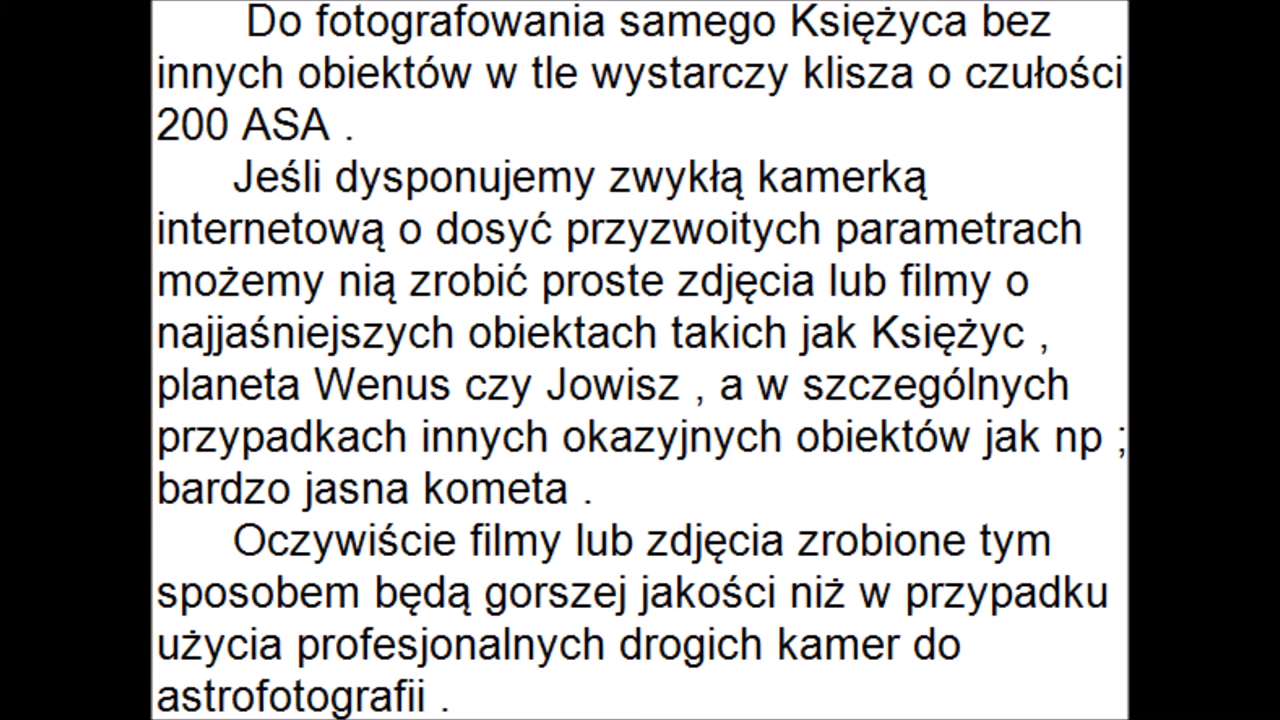 Do fotografowania samego Księżyca bez
innych obiektów w tle wystarczy klisza o czułości
200 ASA .
Jeśli dysponujemy zwykłą kamerką
internetową o dosyć przyzwoitych parametrach
możemy nią zrobić proste zdjęcia lub filmy o
najjaśniejszych obiektach takich jak Księżyc ,
planeta Wenus czy Jowisz , a w szczególnych
przypadkach innych okazyjnych obiektów jak np ;
bardzo jasna kometa .
Oczywiście filmy lub zdjęcia zrobione tym
sposobem będą gorszej jakości niż w przypadku
użycia profesjonalnych drogich kamer do
astrofotografii .